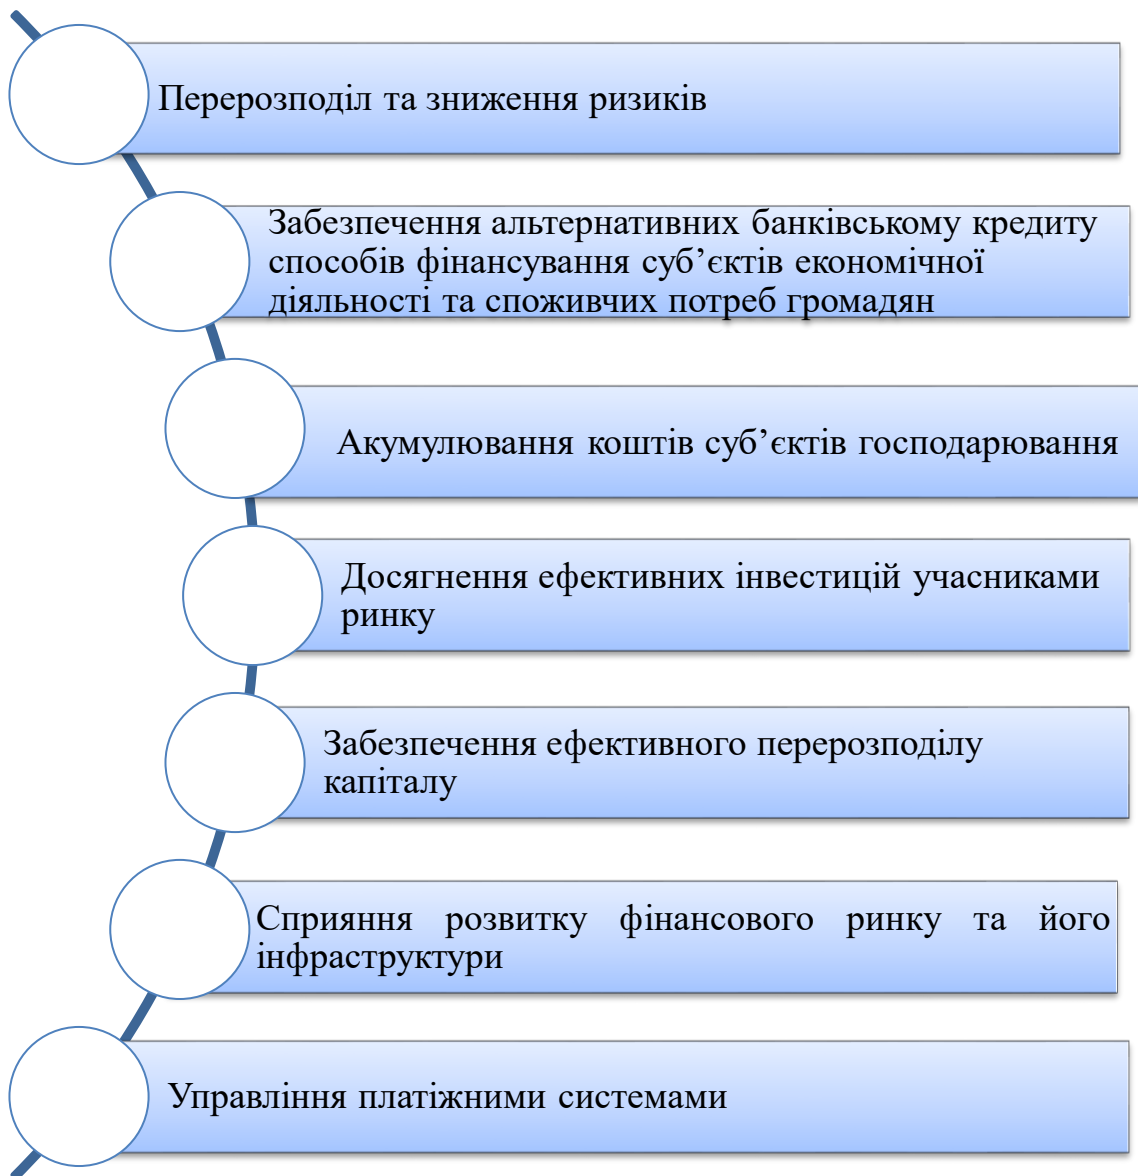 Перерозподіл та зниження ризиків
Забезпечення альтернативних банківському кредиту
способів фінансування суб’єктів економічної
діяльності та споживчих потреб громадян
Акумулювання коштів суб’єктів господарювання
Досягнення ефективних інвестицій учасниками
ринку
Забезпечення ефективного перерозподілу
капіталу
Сприяння розвитку фінансового ринку та його
інфраструктури
Управління платіжними системами